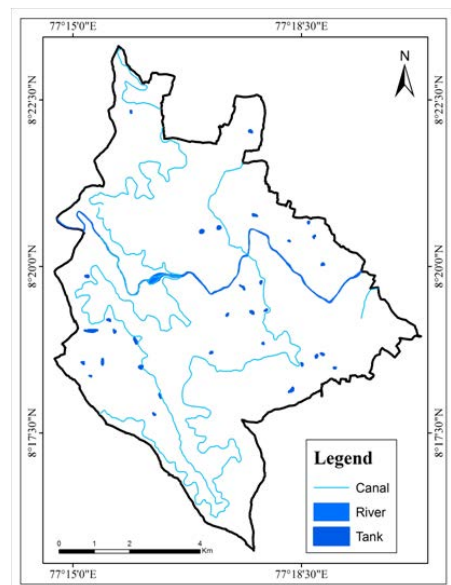 77°15'0"E 77°18'30"E
N
8°22'30"N 8°22'30"N
8°20'0"N 8°20'0"N
8°17'30"N 8°17'30"N
Legend
Canal
River
Tank
0 1 2 4
Km
77°15'0"E 77°18'30"E